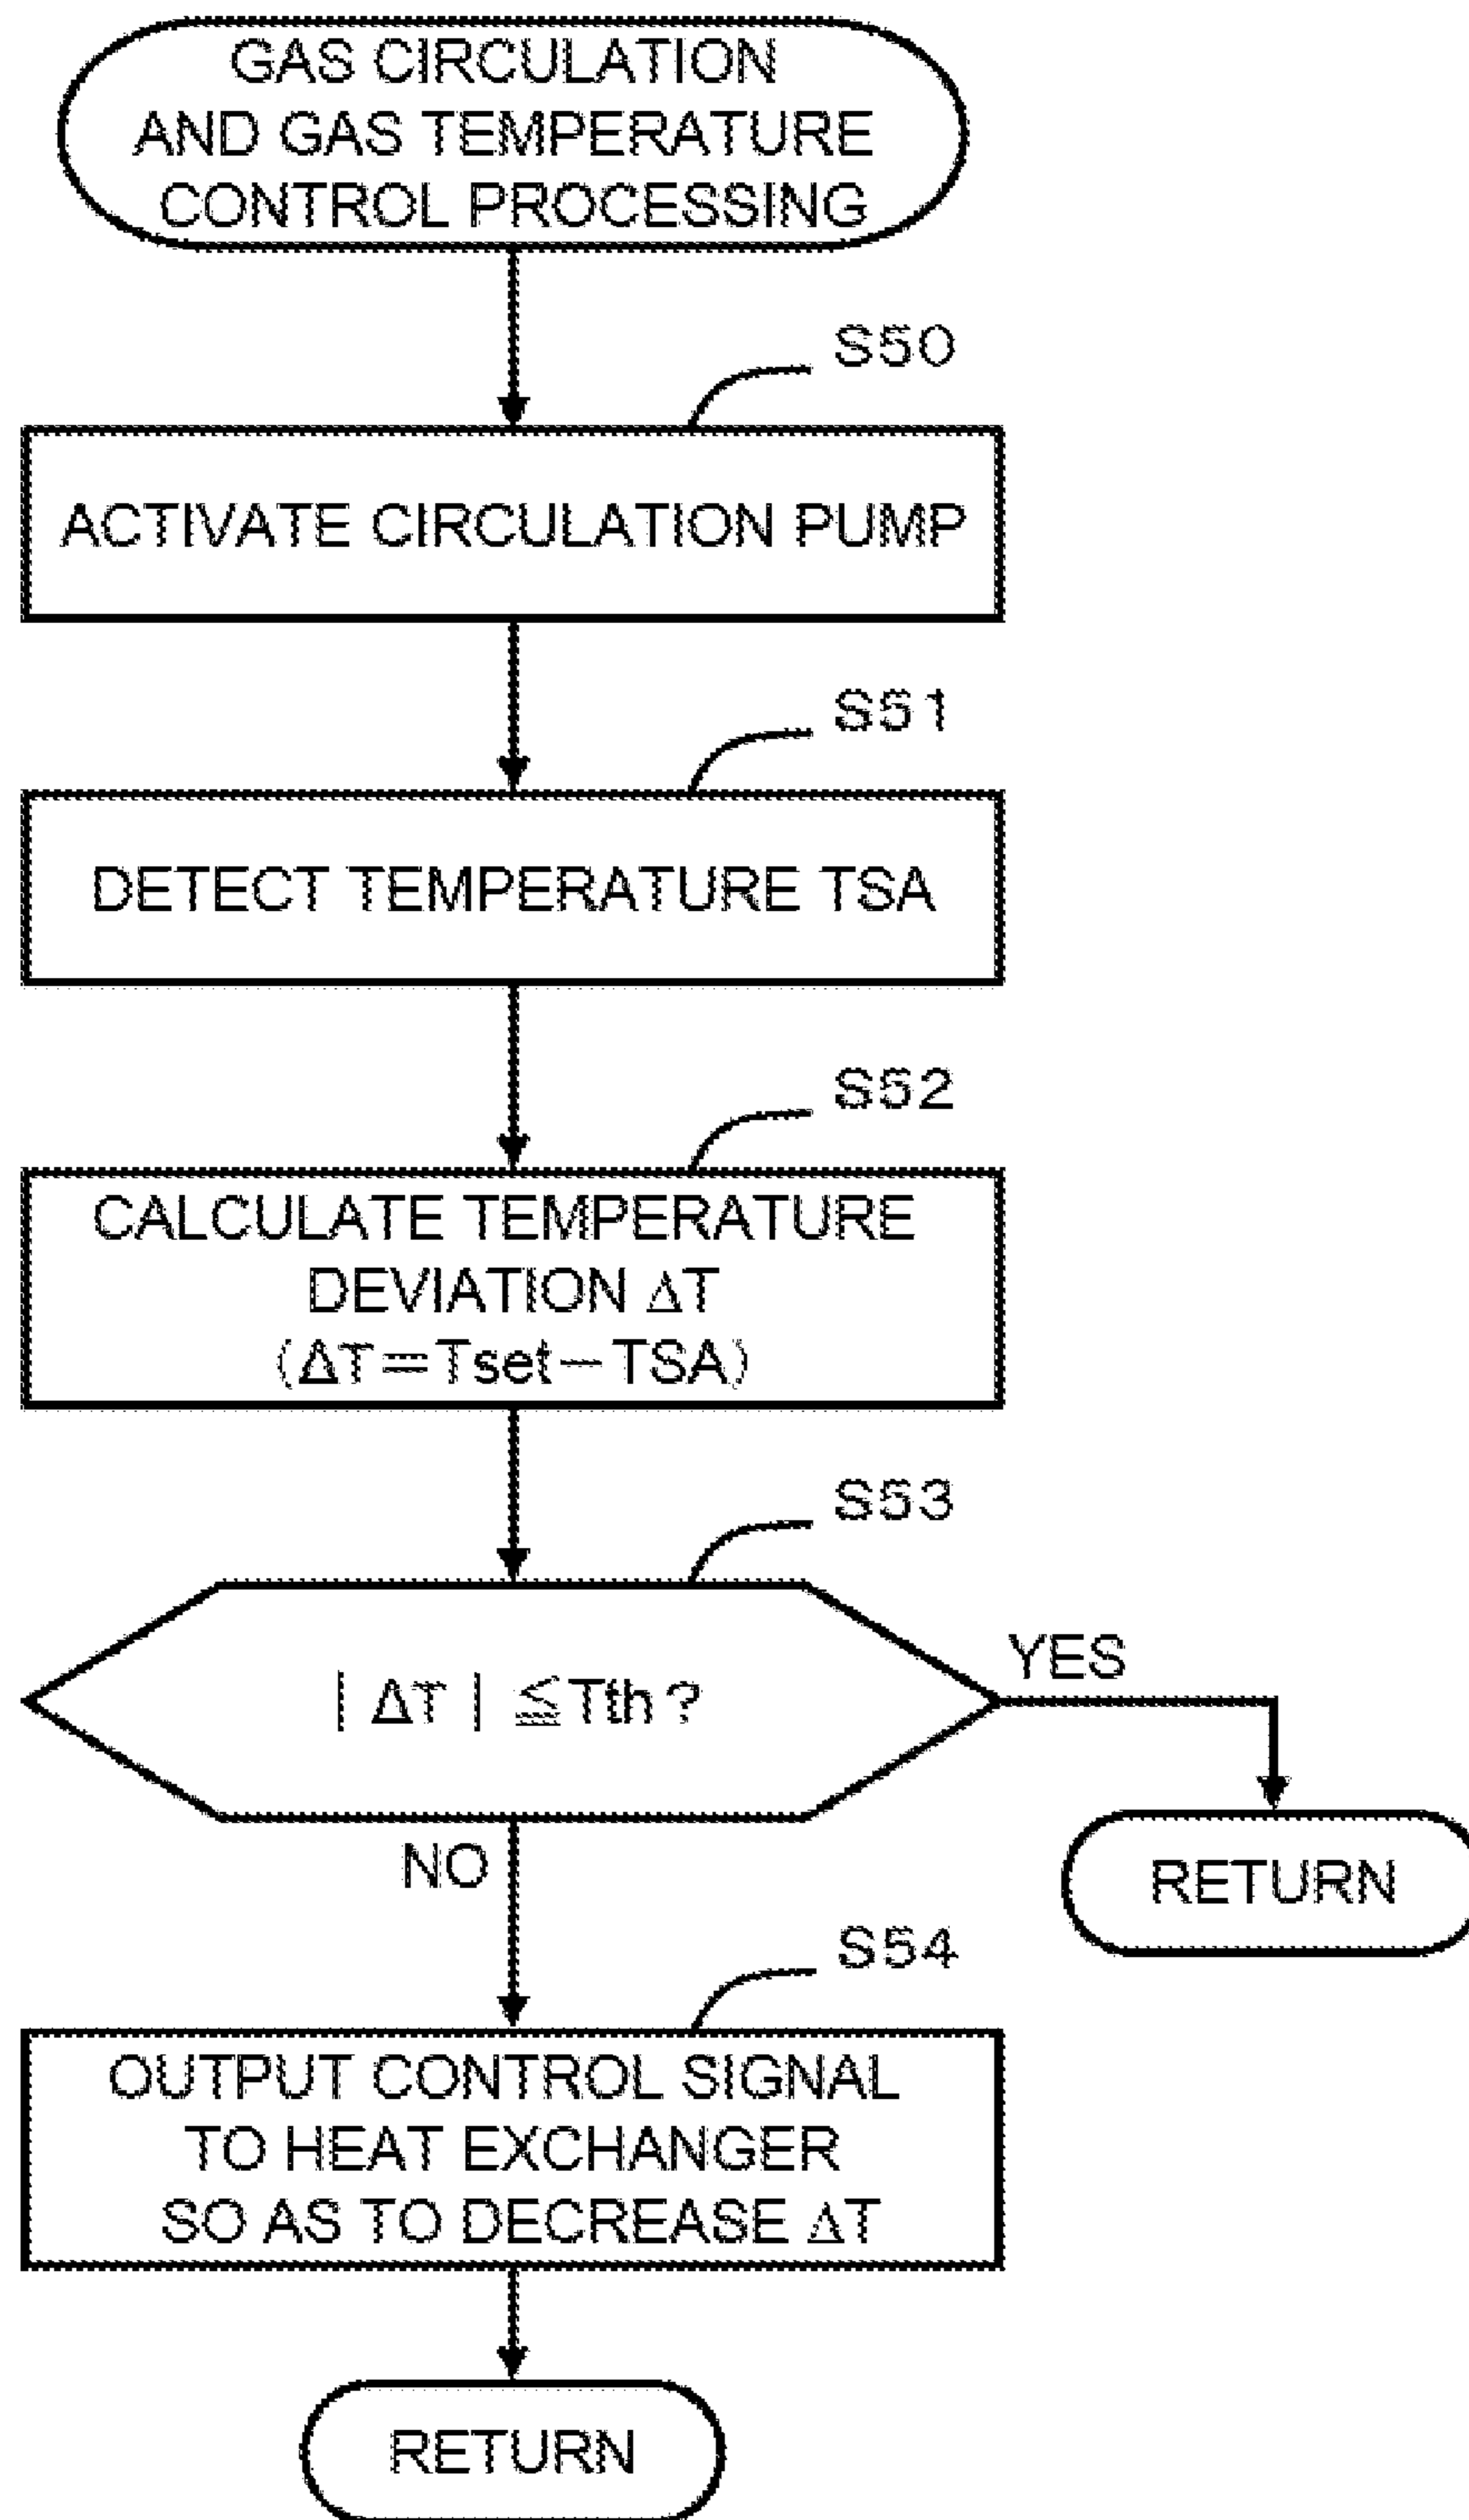 GAS CIRCULATION
AND GAS TEMPERATURE
CONTROL PROCESSING
S50
ACTIVATE CIRCULATION PUMP
S51
DETECT TEMPERATURE TSA
S52
CALCULATE TEMPERATURE
DEVIATION ΔT
(ΔT=Tset−TSA)
S53
|ΔT|≦Tth?
YES
RETURN
NO
S54
OUTPUT CONTROL SIGNAL
TO HEAT EXCHANGER
SO AS TO DECREASE ΔT
RETURN